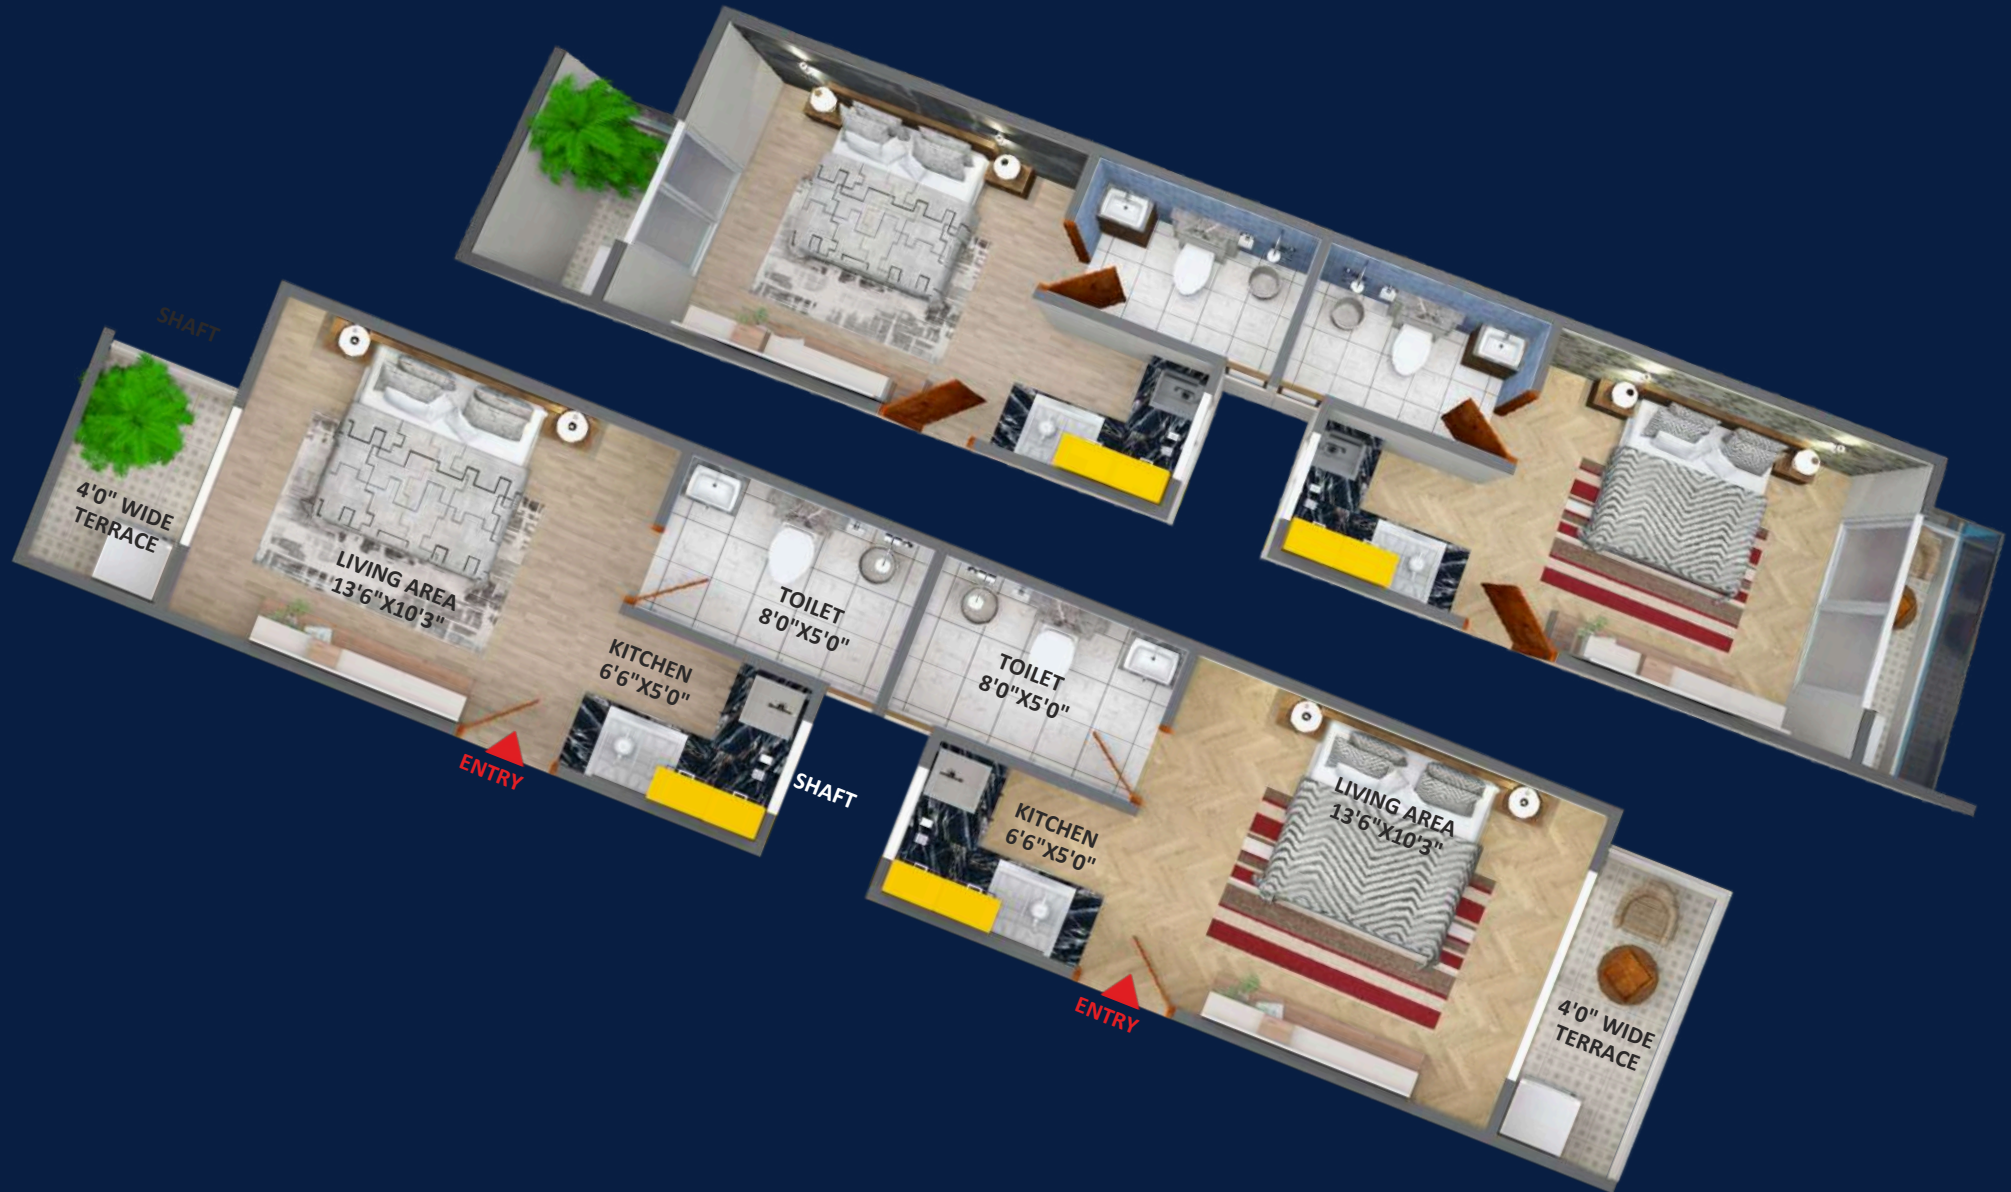 SHAFT
4'0" WIDE
TERRACE
LIVING AREA
13'6"X10'3"
TOILET
8'0"X5'0"
KITCHEN
6'6"X5'0"
ENTRY
SHAFT
TOILET
8'0"X5'0"
KITCHEN
6'6"X5'0"
LIVING AREA
13'6"X10'3"
ENTRY
4'0" WIDE
TERRACE